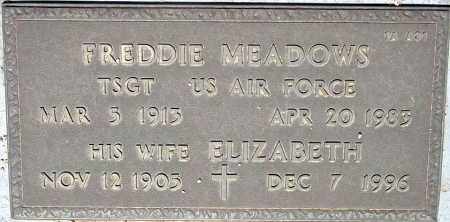 FREDDIE MEADOWS
TSGT US AIR FORCE
MAR 5 1913 APR 20 1983
HIS WIFE ELIZABETH
NOV 12 1905 DEC 7 1996